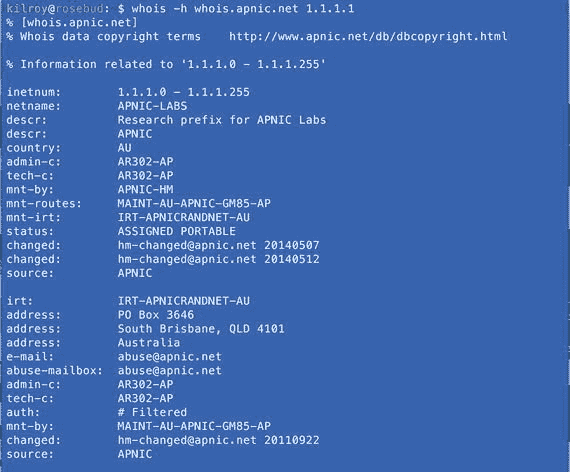 kilroy@rosebud: $ whois -h whois.apnic.net 1.1.1.1
% [whois.apnic.net]
% Whois data copyright terms    http://www.apnic.net/db/dbcopyright.html

% Information related to '1.1.1.0 - 1.1.1.255'

inetnum:        1.1.1.0 - 1.1.1.255
netname:        APNIC-LABS
descr:          Research prefix for APNIC Labs
descr:          APNIC
country:        AU
admin-c:        AR302-AP
tech-c:         AR302-AP
mnt-by:         APNIC-HM
mnt-routes:     MAINT-AU-APNIC-GM85-AP
mnt-irt:        IRT-APNICRANDNET-AU
status:         ASSIGNED PORTABLE
changed:        hm-changed@apnic.net 20140507
changed:        hm-changed@apnic.net 20140512
source:         APNIC

irt:            IRT-APNICRANDNET-AU
address:        PO Box 3646
address:        South Brisbane, QLD 4101
address:        Australia
e-mail:         abuse@apnic.net
abuse-mailbox:  abuse@apnic.net
admin-c:        AR302-AP
tech-c:         AR302-AP
auth:           # Filtered
mnt-by:         MAINT-AU-APNIC-GM85-AP
changed:        hm-changed@apnic.net 20110922
source:         APNIC